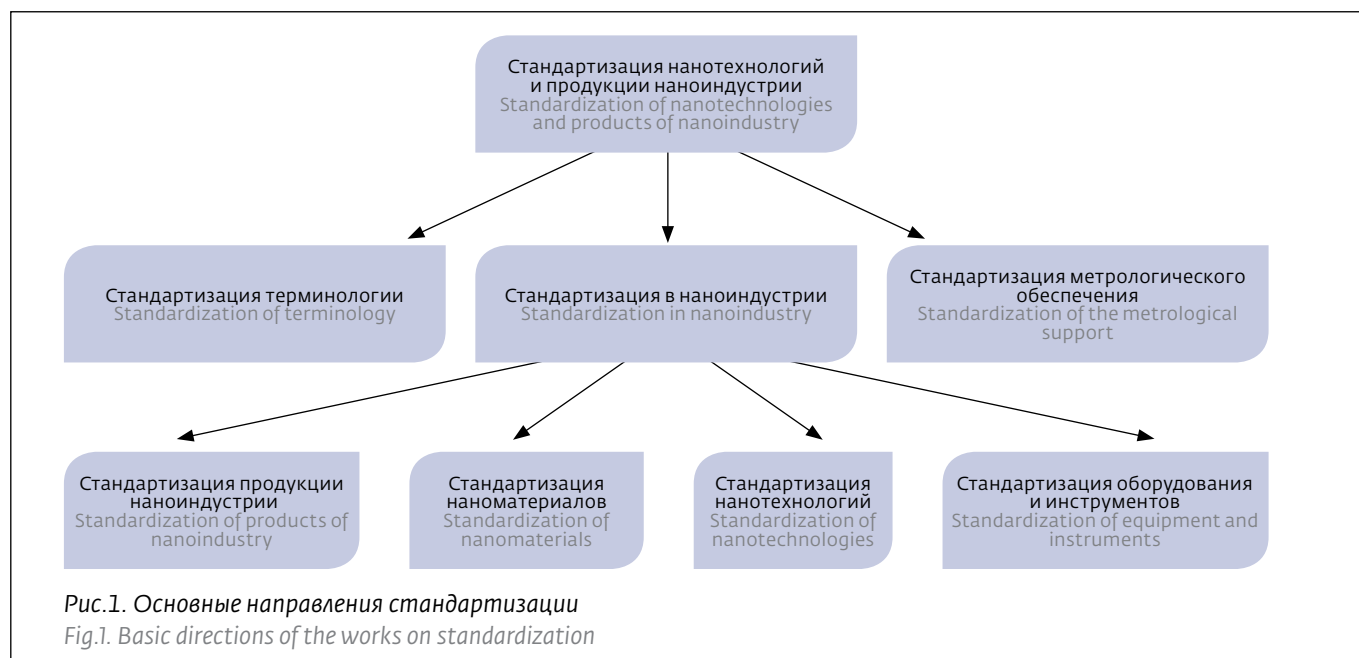 Стандартизация нанотехнологий
и продукции наноиндустрии
Standardization of nanotechnologies
and products of nanoindustry
Стандартизация терминологии
Standardization of terminology
Стандартизация в наноиндустрии
Standardization in nanoindustry
Стандартизация метрологического
обеспечения
Standardization of the metrological
support
Стандартизация продукции
наноиндустрии
Standardization of products of
nanoindustry
Стандартизация
наноматериалов
Standardization of
nanomaterials
Стандартизация
нанотехнологий
Standardization of
nanotechnologies
Стандартизация оборудования
и инструментов
Standardization of equipment and
instruments
Рис.1. Основные направления стандартизации
Fig.1. Basic directions of the works on standardization